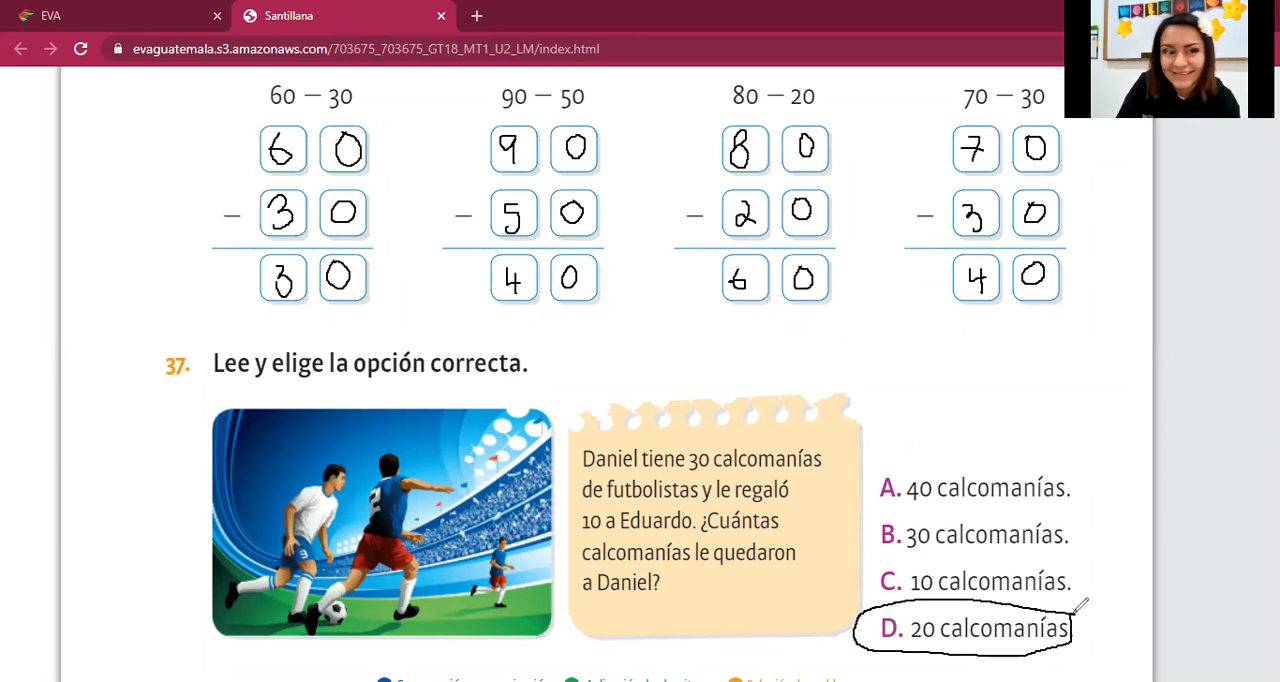 EVA
Santillana
evaguatemala.s3.amazonaws.com/703675_703675_GT18_MT1_U2_LM/index.html
60 − 30 90 − 50 80 − 20 70 − 30
6 0 9 0 8 0 7 0
− 3 0 − 5 0 − 2 0 − 3 0
3 0 4 0 6 0 4 0
37. Lee y elige la opción correcta.
Daniel tiene 30 calcomanías
de futbolistas y le regaló
10 a Eduardo. ¿Cuántas
calcomanías le quedaron
a Daniel?
A. 40 calcomanías.
B. 30 calcomanías.
C. 10 calcomanías.
D. 20 calcomanías
2
9